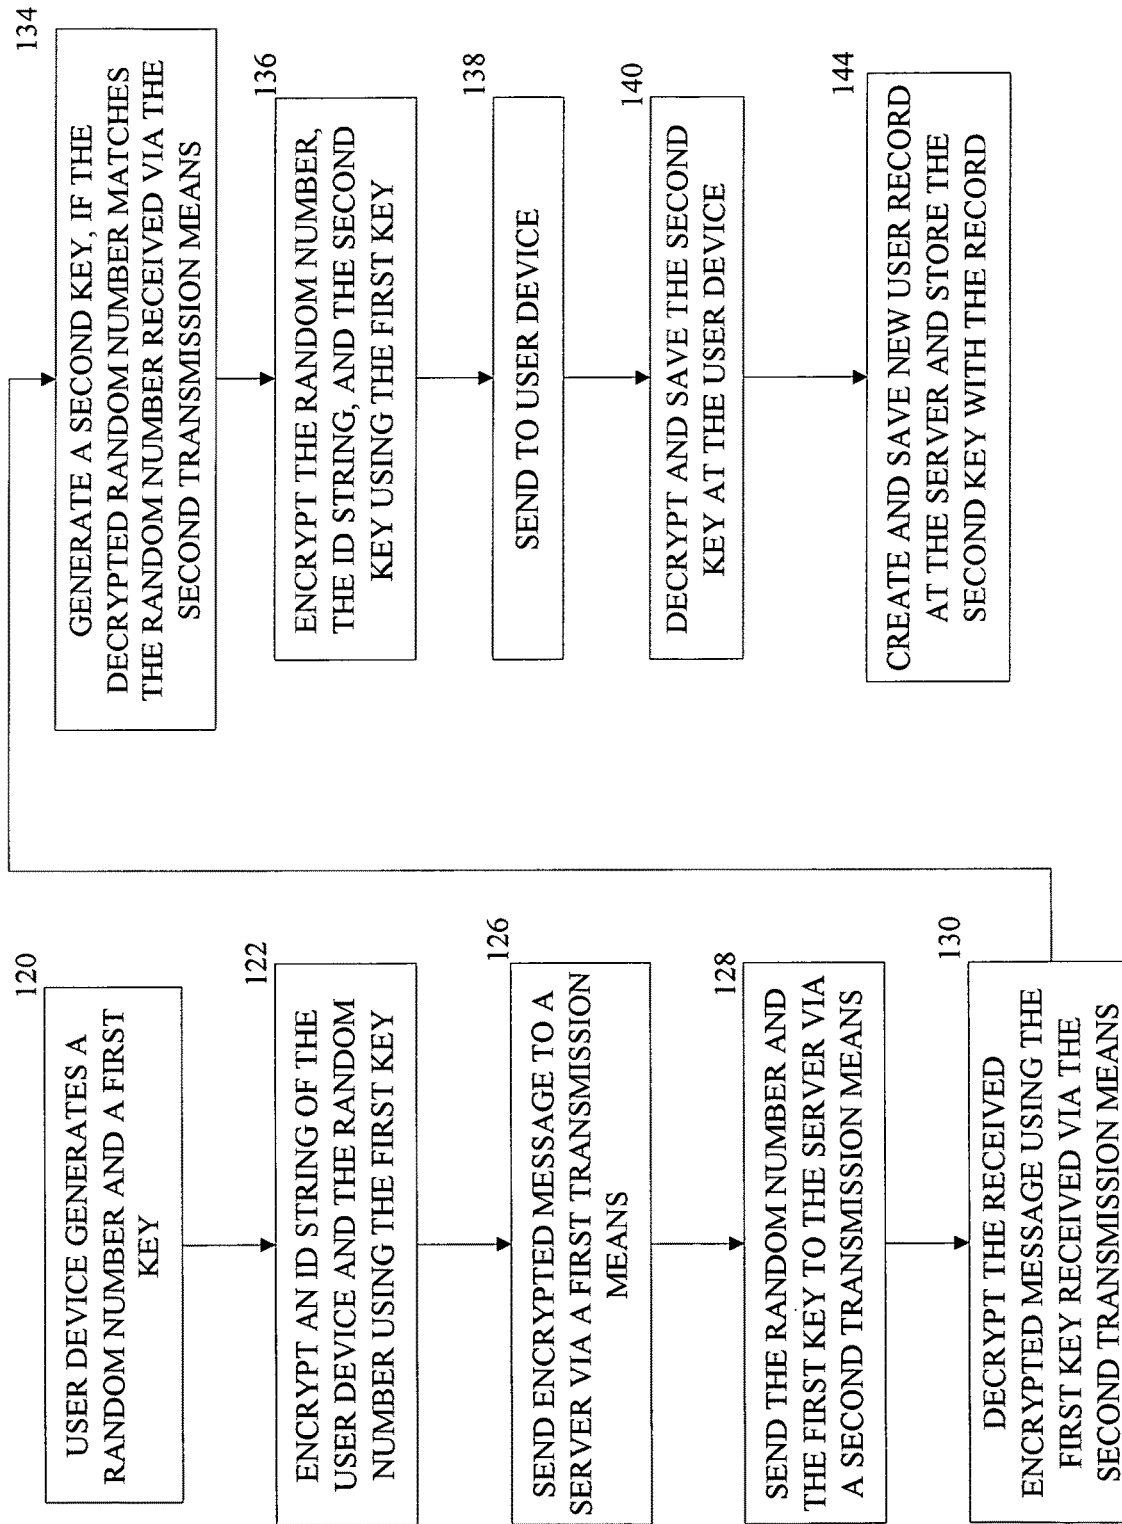 120
USER DEVICE GENERATES A
RANDOM NUMBER AND A FIRST
KEY
122
ENCRYPT AN ID STRING OF THE
USER DEVICE AND THE RANDOM
NUMBER USING THE FIRST KEY
126
SEND ENCRYPTED MESSAGE TO A
SERVER VIA A FIRST TRANSMISSION
MEANS
128
SEND THE RANDOM NUMBER AND
THE FIRST KEY TO THE SERVER VIA
A SECOND TRANSMISSION MEANS
130
DECRYPT THE RECEIVED
ENCRYPTED MESSAGE USING THE
FIRST KEY RECEIVED VIA THE
SECOND TRANSMISSION MEANS
134
GENERATE A SECOND KEY, IF THE
DECRYPTED RANDOM NUMBER MATCHES
THE RANDOM NUMBER RECEIVED VIA THE
SECOND TRANSMISSION MEANS
136
ENCRYPT THE RANDOM NUMBER,
THE ID STRING, AND THE SECOND
KEY USING THE FIRST KEY
138
SEND TO USER DEVICE
140
DECRYPT AND SAVE THE SECOND
KEY AT THE USER DEVICE
144
CREATE AND SAVE NEW USER RECORD
AT THE SERVER AND STORE THE
SECOND KEY WITH THE RECORD